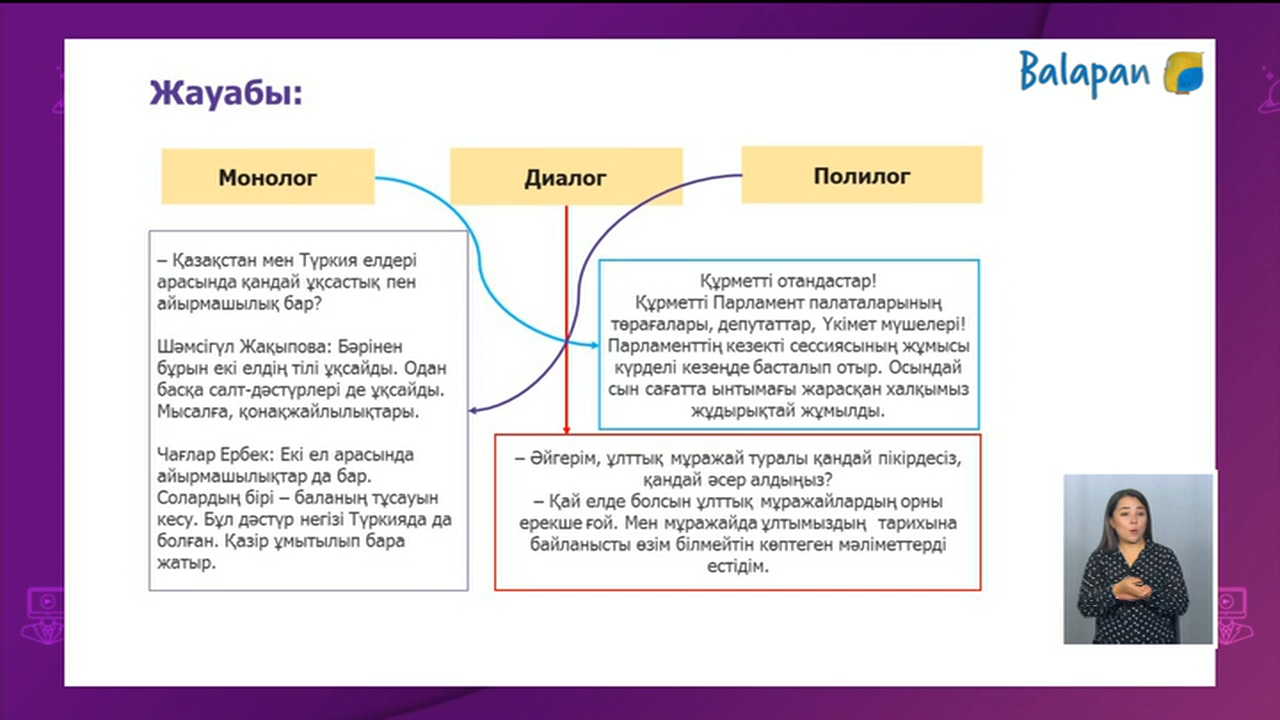 Balapan
Жауабы:
Монолог
Диалог
Полилог
– Қазақстан мен Түркия елдері
арасында қандай ұқсастық пен
айырмашылық бар?
Шәмсігүл Жақыпова: Бәрінен
бұрын екі елдің тілі ұқсайды. Одан
басқа салт-дәстүрлері де ұқсайды.
Мысалға, қонақжайлылықтары.
Чағлар Ербек: Екі ел арасында
айырмашылықтар да бар.
Солардың бірі – баланың тұсауын
кесу. Бұл дәстүр негізі Түркияда да
болған. Қазір ұмытылып бара
жатыр.
Құрметті отандастар!
Құрметті Парламент палаталарының
төрағалары, депутаттар, Үкімет мүшелері!
Парламенттің кезекті сессиясының жұмысы
күрделі кезеңде басталып отыр. Осындай
сын сағатта ынтымағы жарасқан халқымыз
жұдырықтай жұмылды.
– Әйгерім, ұлттық мұражай туралы қандай пікірдесіз,
қандай әсер алдыңыз?
– Қай елде болсын ұлттық мұражайлардың орны
ерекше ғой. Мен мұражайда ұлтымыздың тарихына
байланысты өзім білмейтін көптеген мәліметтерді
естідім.